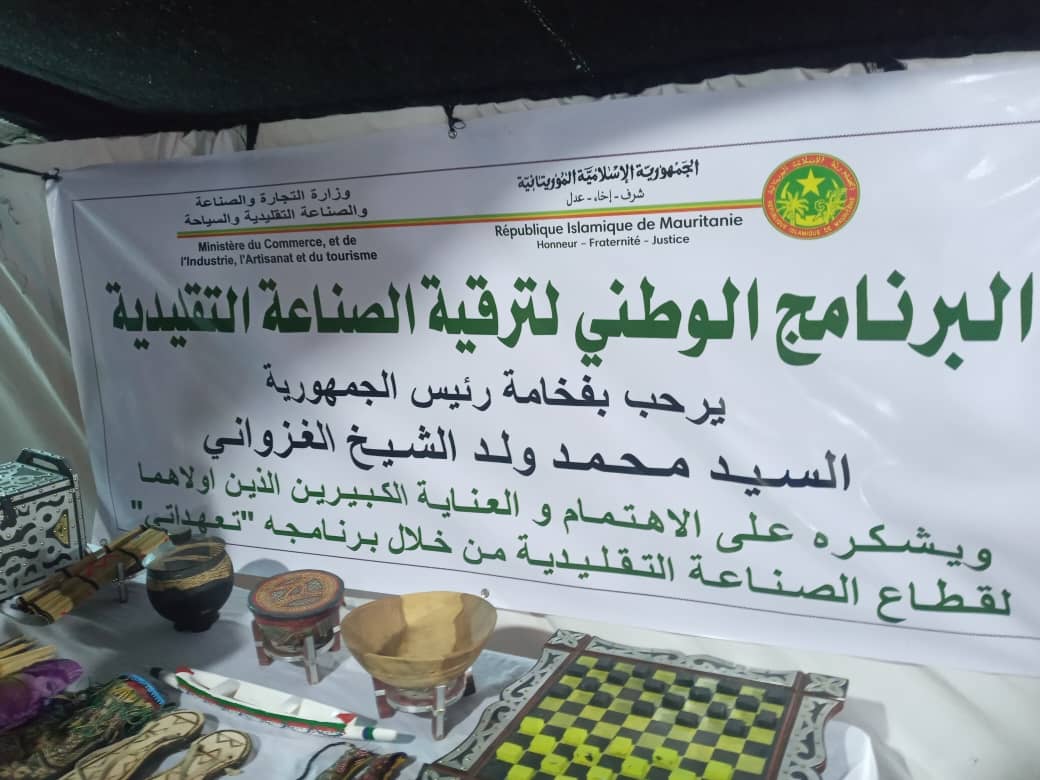 الجمهورية الإسلامية الموريتانية
شرف - إخاء - عدل
République Islamique de Mauritanie
Honneur – Fraternité - Justice
وزارة التجارة والصناعة
والصناعة التقليدية والسياحة
Ministère du Commerce, et de
l'Industrie, l'Artisanat et du tourisme
البرنامج الوطني لترقية الصناعة التقليدية
يرحب بفخامة رئيس الجمهورية
السيد محمد ولد الشيخ الغزواني
ويشكره على الاهتمام و العناية الكبيرين الذين اولاهما
لقطاع الصناعة التقليدية من خلال برنامجه "تعهداتي"